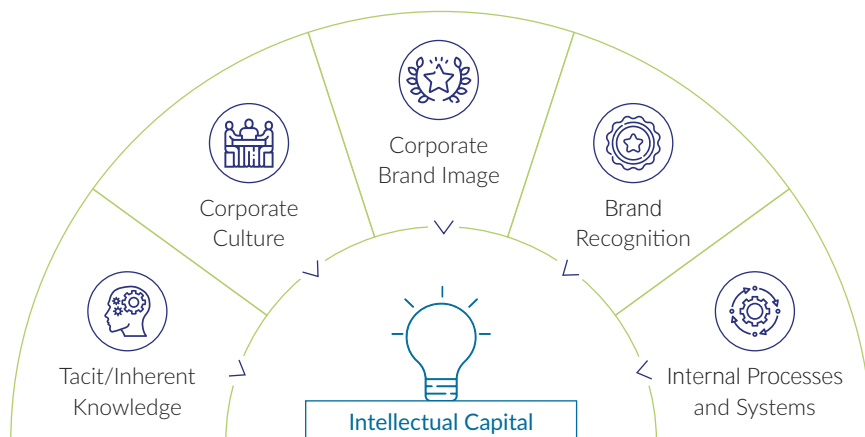 Corporate
Brand Image
Corporate
Culture
Brand
Recognition
Tacit/Inherent
Knowledge
Internal Processes
and Systems
Intellectual Capital